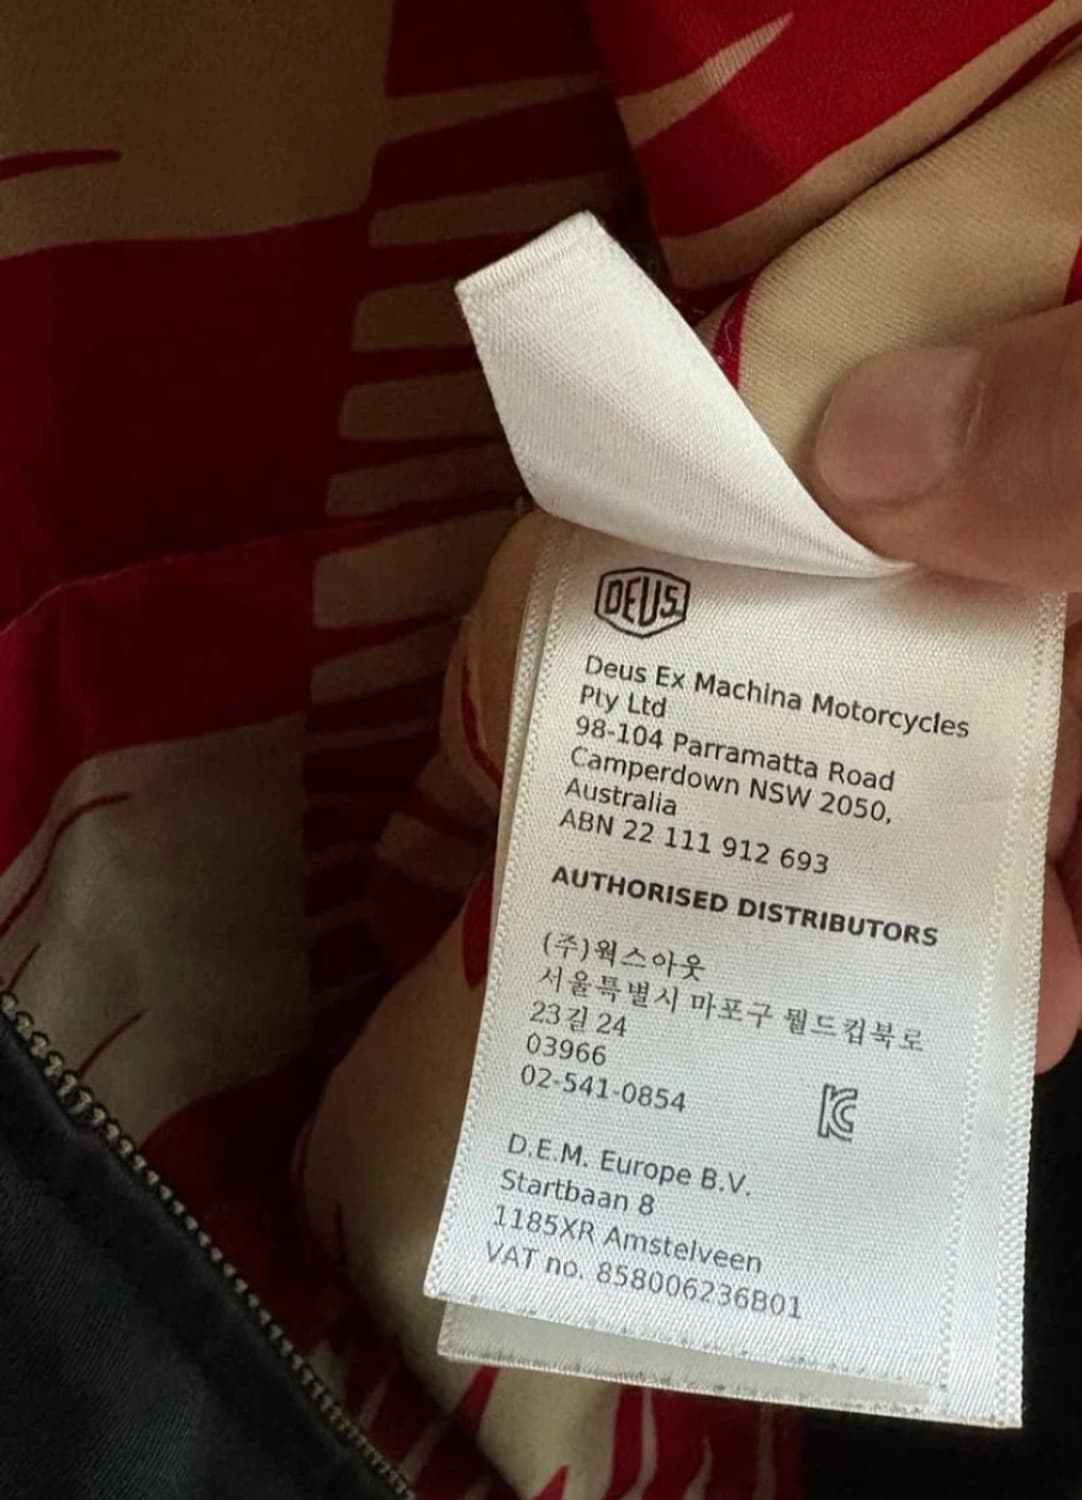 DEUS
Deus Ex Machina Motorcycles
Pty Ltd
98-104 Parramatta Road
Camperdown NSW 2050,
Australia
ABN 22 111 912 693
AUTHORISED DISTRIBUTORS
(주)웍스아웃
서울특별시 마포구 월드컵북로
23길 24
03966
02-541-0854
KC
D.E.M. Europe B.V.
Startbaan 8
1185XR Amstelveen
VAT no. 858006236B01